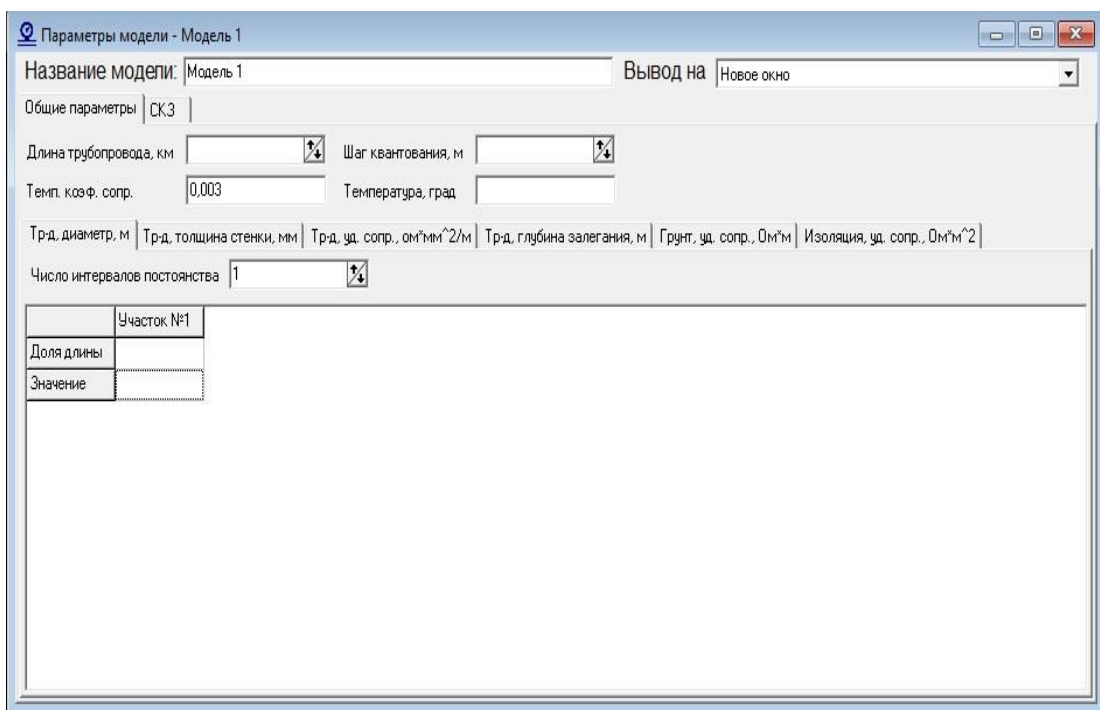 Параметры модели - Модель 1
Название модели: Модель 1 Вывод на Новое окно
Общие параметры СКЗ
Длина трубопровода, км Шаг квантования, м
Темп. коэф. сопр. 0,003 Температура, град
Тр-д, диаметр, м Тр-д, толщина стенки, мм Тр-д, уд. сопр., ом*мм^2/м Тр-д, глубина залегания, м Грунт, уд. сопр., Ом*м Изоляция, уд. сопр., Ом*м^2
Число интервалов постоянства 1
Участок №1
Доля длины
Значение